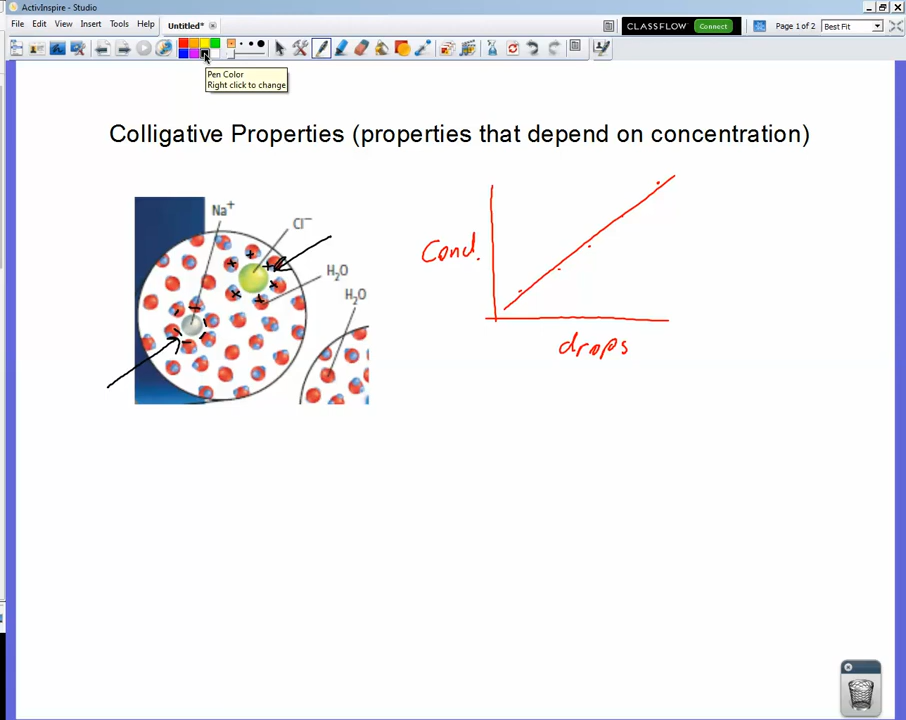 ActivInspire - Studio
File Edit View Insert Tools Help Untitled*
CLASSFLOW Connect Page 1 of 2 Best Fit
Pen Color
Right click to change
Colligative Properties (properties that depend on concentration)
Na⁺
Cl⁻
H₂O
H₂O
Cond.
drops